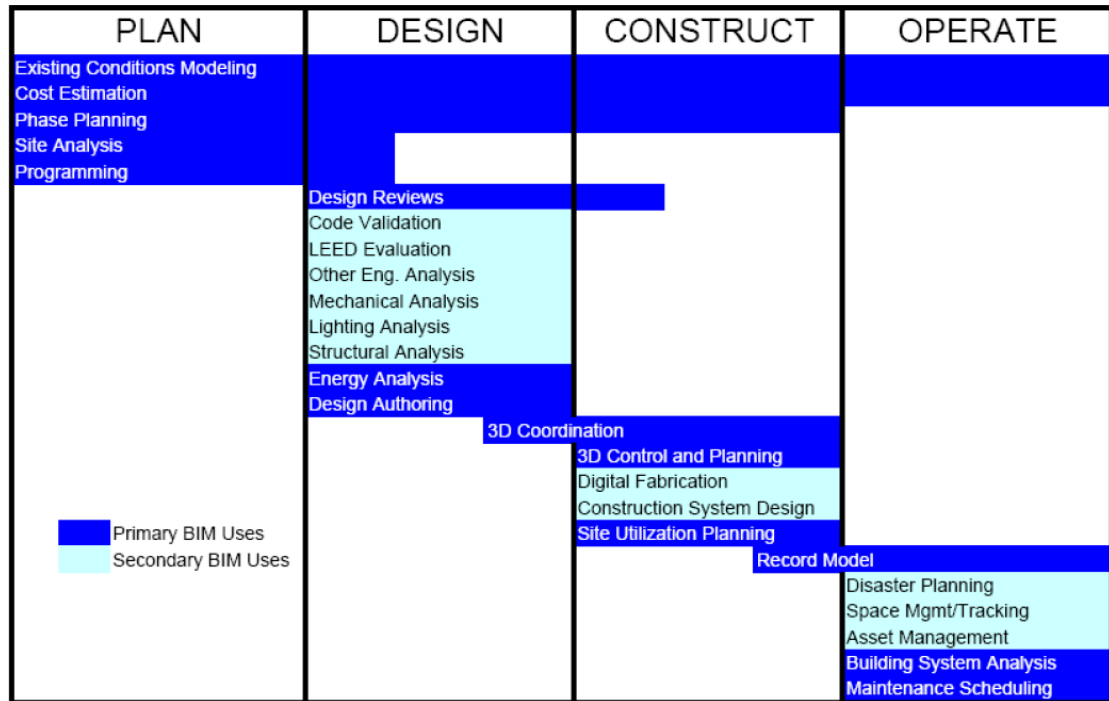 PLAN DESIGN CONSTRUCT OPERATE
Existing Conditions Modeling
Cost Estimation
Phase Planning
Site Analysis
Programming
Design Reviews
Code Validation
LEED Evaluation
Other Eng. Analysis
Mechanical Analysis
Lighting Analysis
Structural Analysis
Energy Analysis
Design Authoring
3D Coordination
3D Control and Planning
Digital Fabrication
Construction System Design
Site Utilization Planning
Primary BIM Uses
Secondary BIM Uses
Record Model
Disaster Planning
Space Mgmt/Tracking
Asset Management
Building System Analysis
Maintenance Scheduling